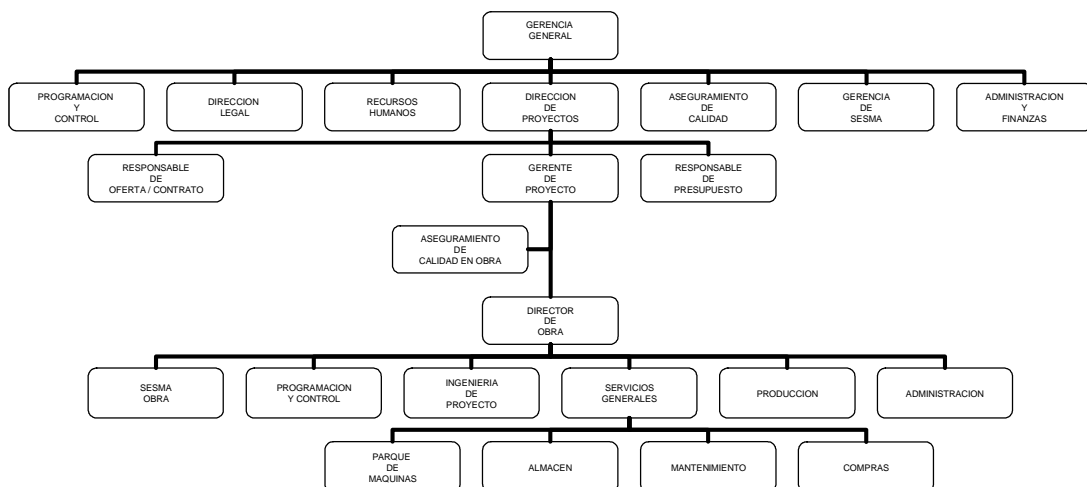 GERENCIA
GENERAL
PROGRAMACION
Y
CONTROL
DIRECCION
LEGAL
RECURSOS
HUMANOS
DIRECCION
DE
PROYECTOS
ASEGURAMIENTO
DE
CALIDAD
GERENCIA
DE
SESMA
ADMINISTRACION
Y
FINANZAS
RESPONSABLE
DE
OFERTA / CONTRATO
GERENTE
DE
PROYECTO
RESPONSABLE
DE
PRESUPUESTO
ASEGURAMIENTO
DE
CALIDAD EN OBRA
DIRECTOR
DE
OBRA
SESMA
OBRA
PROGRAMACION
Y CONTROL
INGENIERIA
DE
PROYECTO
SERVICIOS
GENERALES
PRODUCCION
ADMINISTRACION
PARQUE
DE
MAQUINAS
ALMACEN
MANTENIMIENTO
COMPRAS